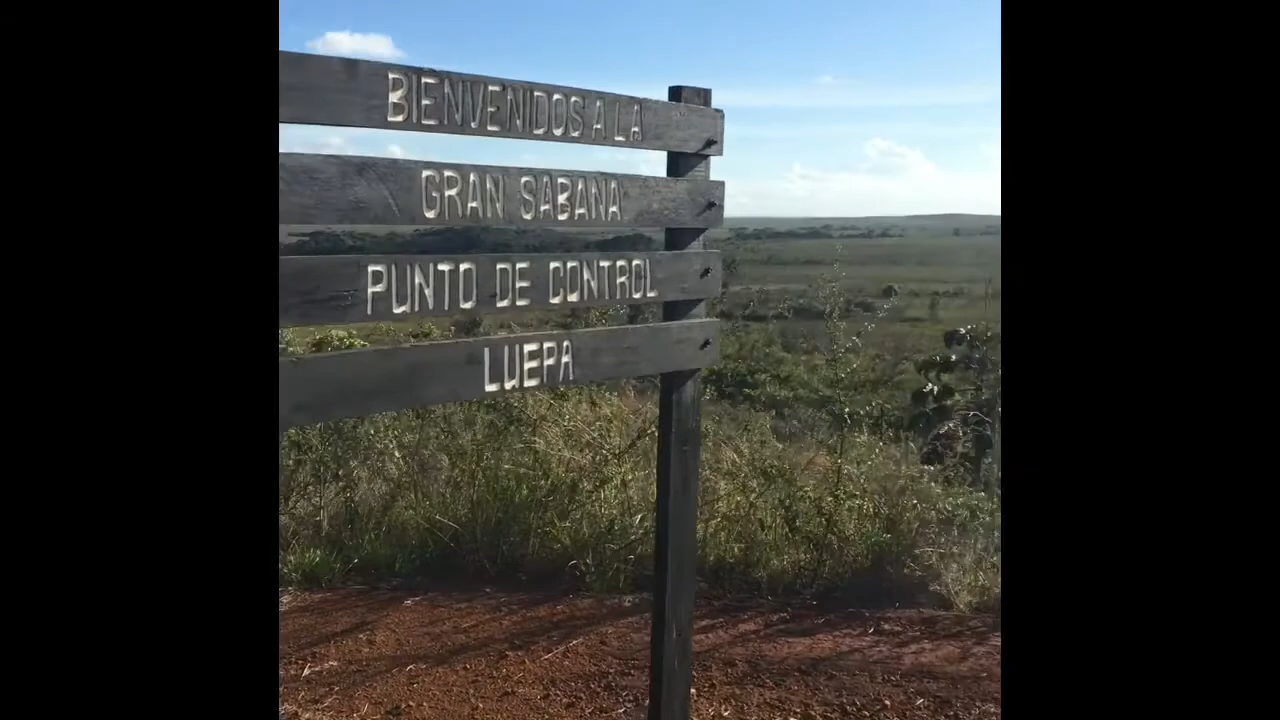 BIENVENIDOS A LA
GRAN SABANA
PUNTO DE CONTROL
LUEPA